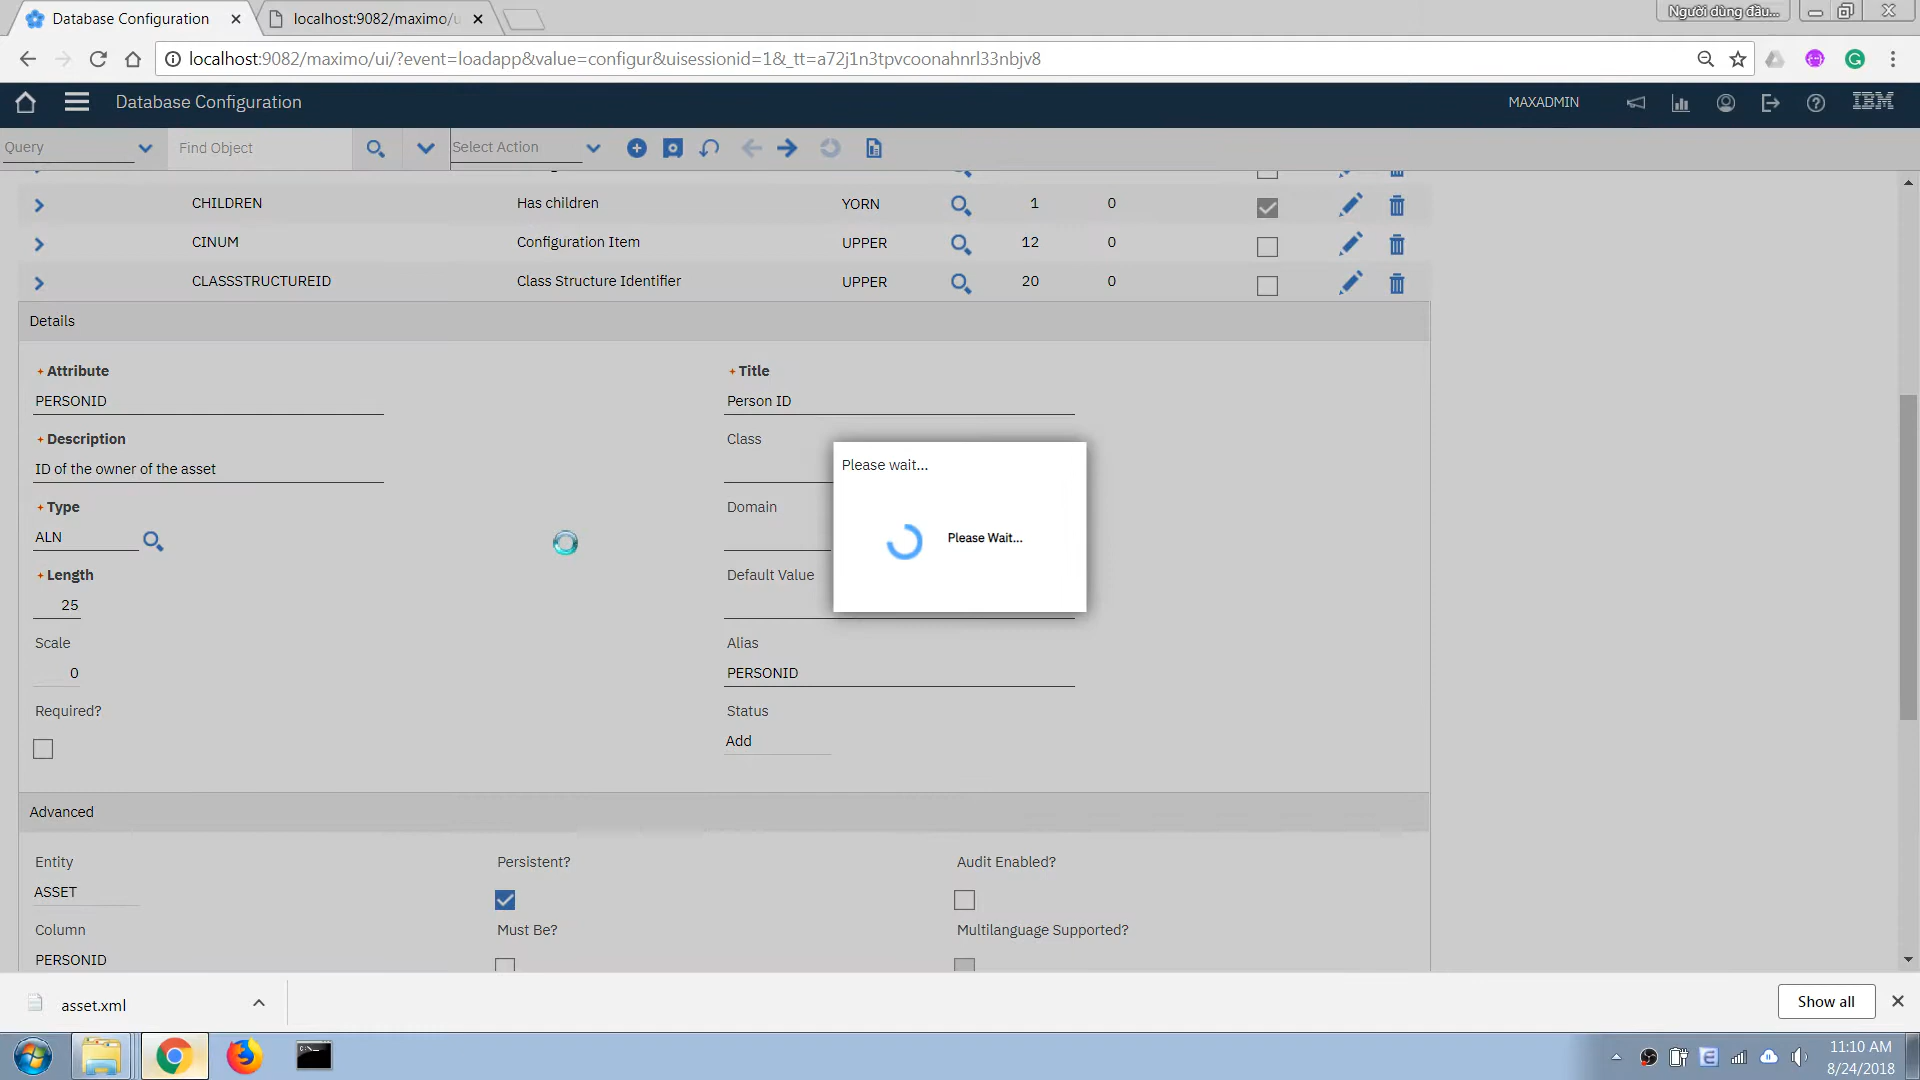 Database Configuration
localhost:9082/maximo/u
Người dùng đầu...
localhost:9082/maximo/ui/?event=loadapp&value=configur&uisessionid=1&_tt=a72j1n3tpvcoonahnrl33nbjv8
Database Configuration
MAXADMIN
IBM
Query
Find Object
Select Action
CHILDREN Has children YORN 1 0
CINUM Configuration Item UPPER 12 0
CLASSSTRUCTUREID Class Structure Identifier UPPER 20 0
Details
Attribute
PERSONID
Title
Person ID
Description
ID of the owner of the asset
Class
Type
ALN
Domain
Length
25
Default Value
Scale
0
Alias
PERSONID
Required?
Status
Add
Please wait...
Please Wait...
Advanced
Entity
ASSET
Persistent?
Audit Enabled?
Column
PERSONID
Must Be?
Multilanguage Supported?
asset.xml
Show all
11:10 AM
8/24/2018